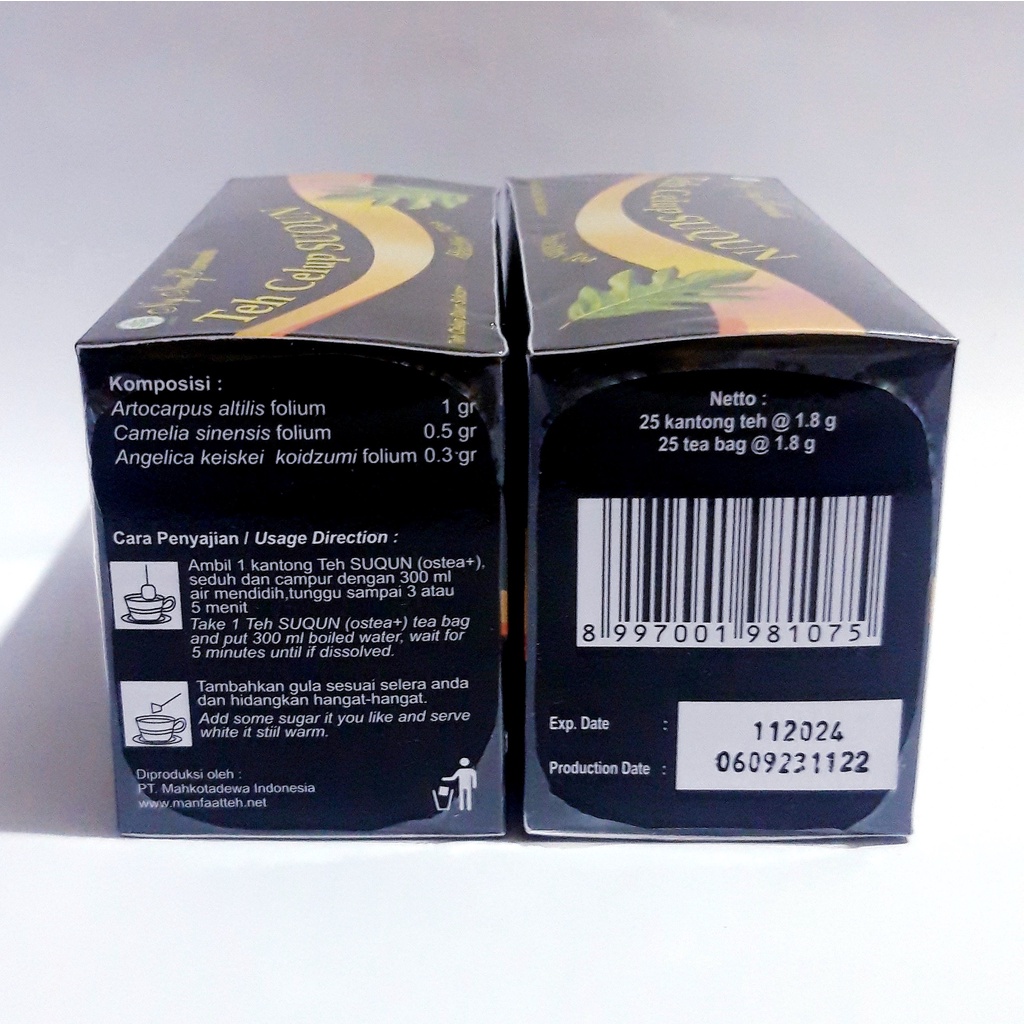 Teh Celup SUQUN
Komposisi :
Artocarpus altilis folium 1 gr
Camelia sinensis folium 0.5 gr
Angelica keiskei koidzumi folium 0.3 gr
Cara Penyajian / Usage Direction :
Ambil 1 kantong Teh SUQUN (ostea+),
seduh dan campur dengan 300 ml
air mendidih,tunggu sampai 3 atau
5 menit
Take 1 Teh SUQUN (ostea+) tea bag
and put 300 ml boiled water, wait for
5 minutes until if dissolved.
Tambahkan gula sesuai selera anda
dan hidangkan hangat-hangat.
Add some sugar it you like and serve
white it stiil warm.
Diproduksi oleh :
PT. Mahkotadewa Indonesia
www.manfaatteh.net
Teh Celup SUQUN
Netto :
25 kantong teh @ 1.8 g
25 tea bag @ 1.8 g
8 997001 981075
Exp. Date : 112024
Production Date : 0609231122